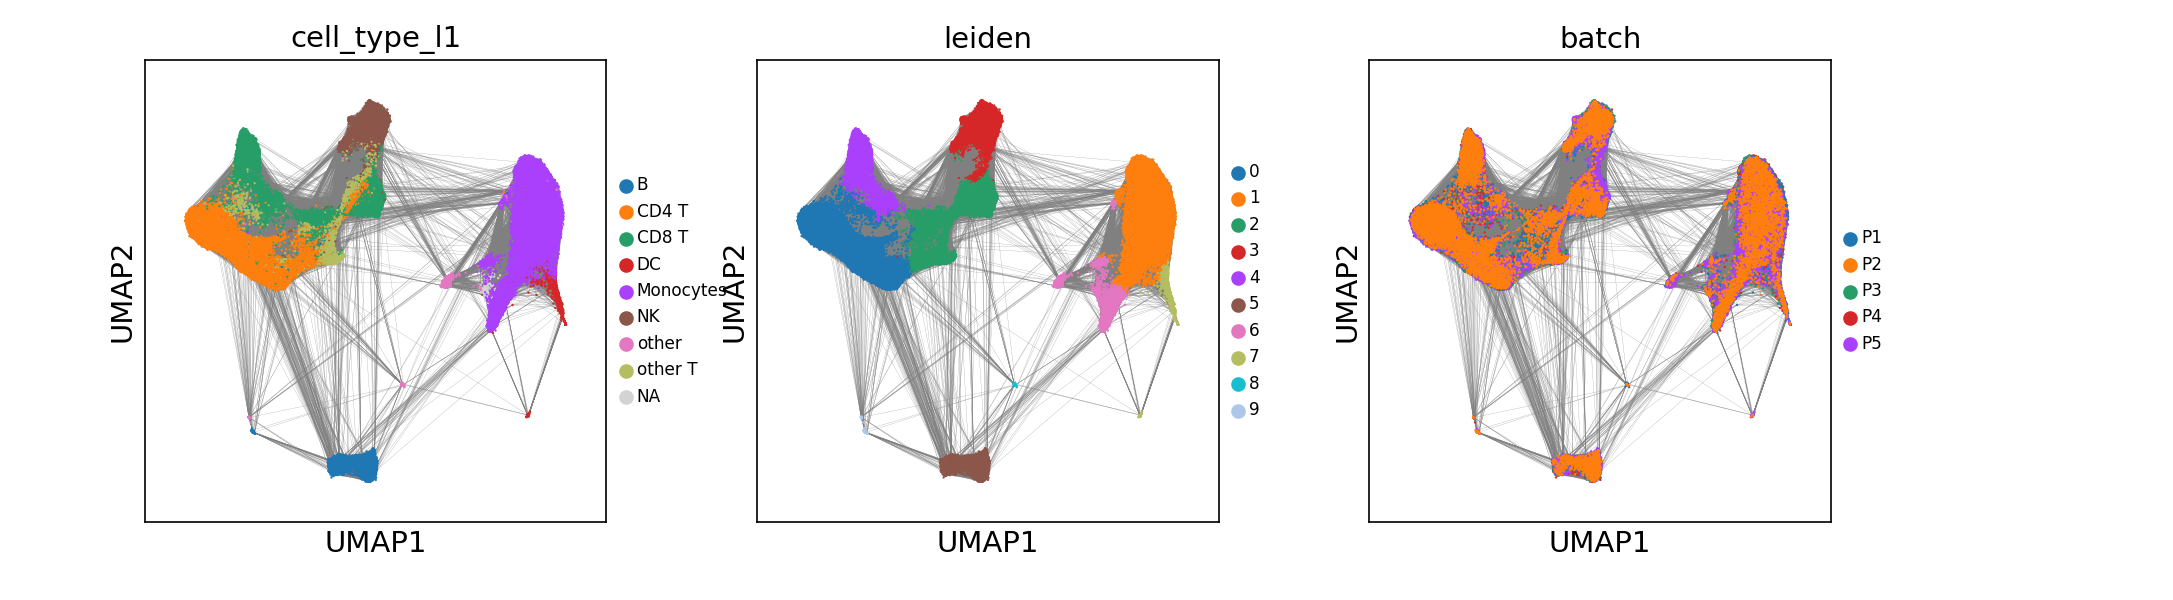 cell_type_l1
UMAP2
UMAP1
B
CD4 T
CD8 T
DC
Monocytes
NK
other
other T
NA
leiden
UMAP2
UMAP1
0
1
2
3
4
5
6
7
8
9
batch
UMAP2
UMAP1
P1
P2
P3
P4
P5